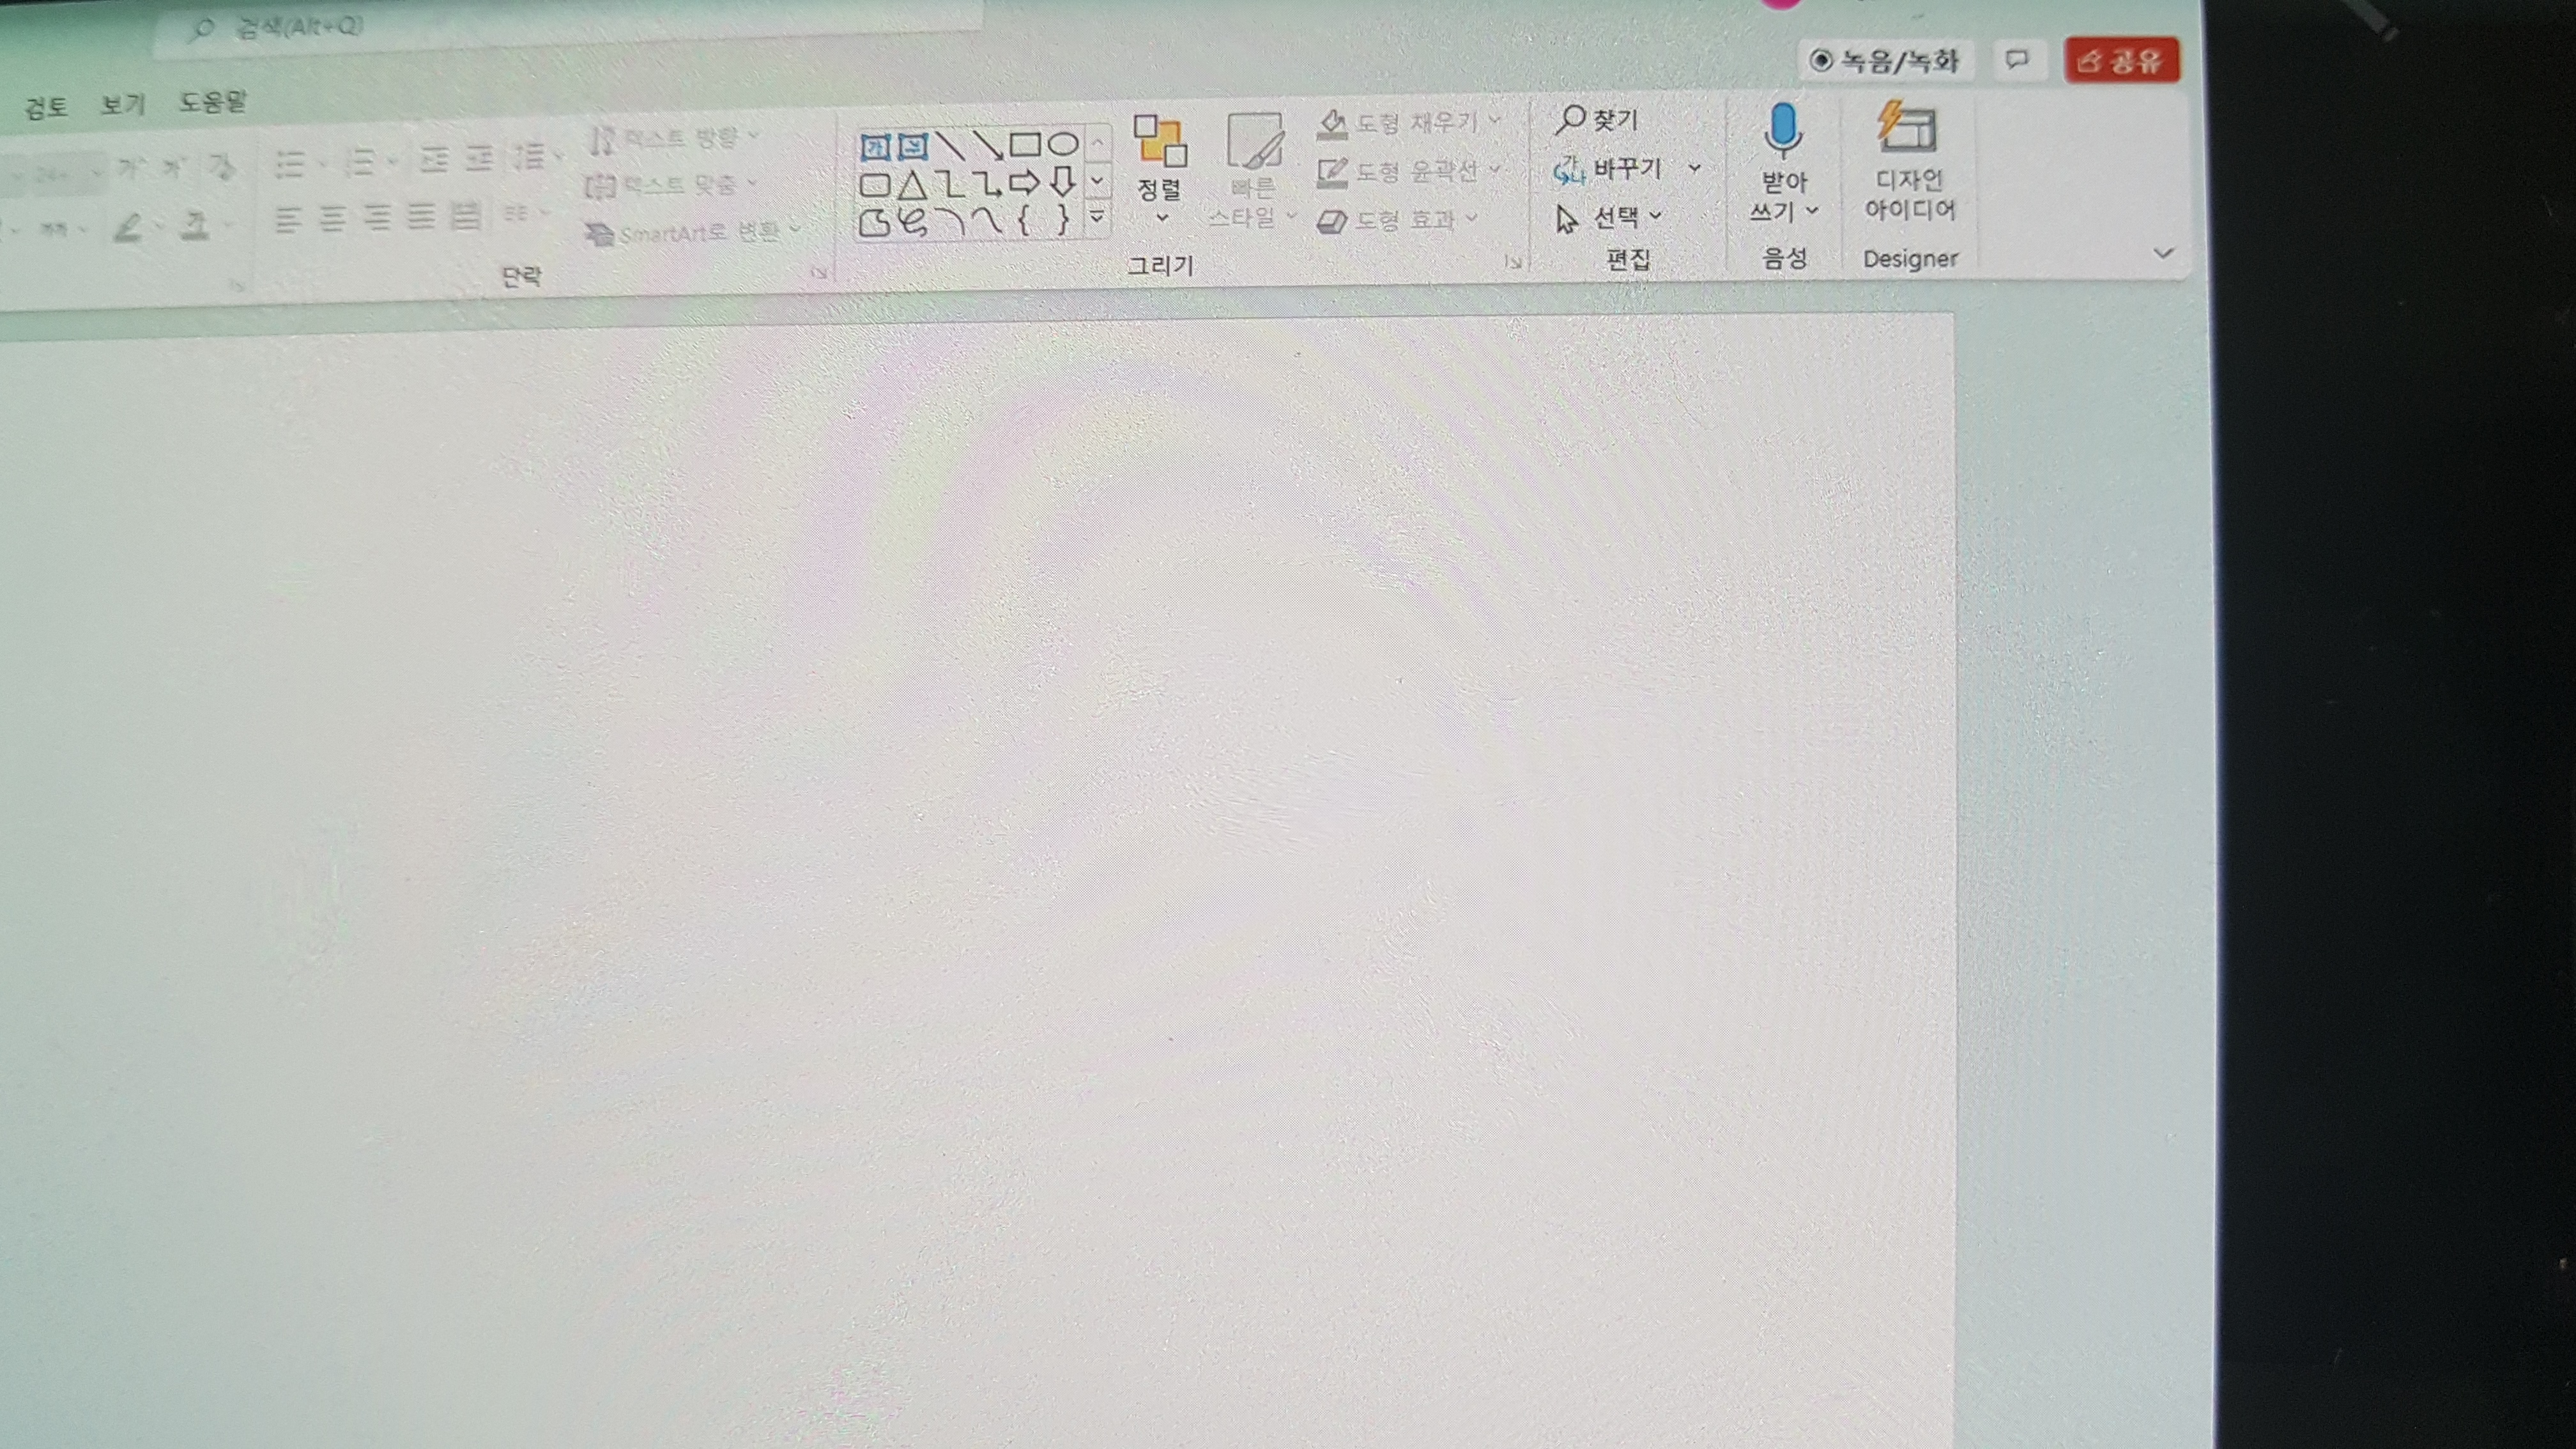 검색(Alt+Q)
녹음/녹화
공유
검토 보기 도움말
텍스트 방향
텍스트 맞춤
SmartArt로 변환
단락
정렬
빠른
스타일
도형 채우기
도형 윤곽선
도형 효과
그리기
찾기
바꾸기
선택
편집
받아
쓰기
음성
디자인
아이디어
Designer